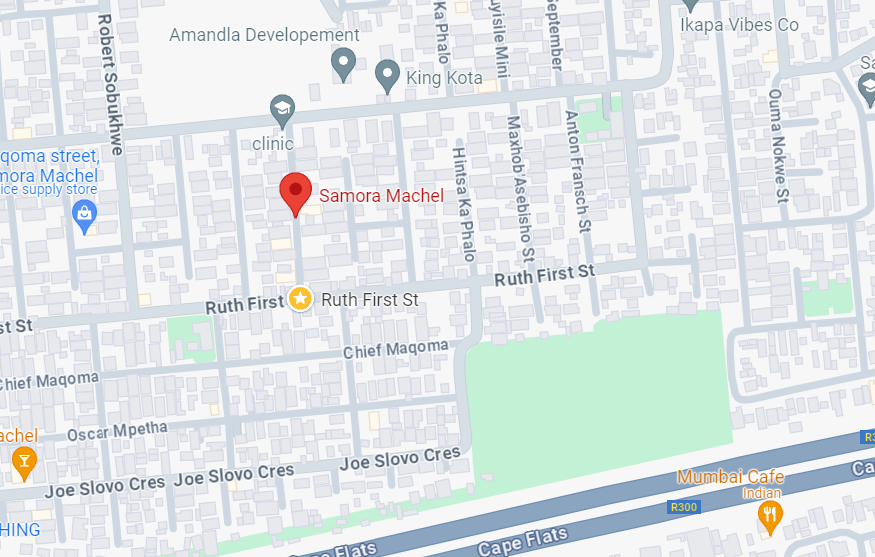 Ikapa Vibes Co
Amandla Developement
King Kota
Robert Sobukhwe
Ka Phalo
uyisile Mini
September
Sa
clinic
qoma street,
mora Machel
ice supply store
Samora Machel
Hintsa Ka Phalo
Maxhob'Asebisho St
Anton Fransch St
Ouma Nokwe St
Ruth First
Ruth First St
Ruth First St
st St
Chief Maqoma
Chief Maqoma
Oscar Mpetha
achel
Joe Slovo Cres
Joe Slovo Cres
Joe Slovo Cres
R3
Ca
Mumbai Cafe
Indian
R300
HING
Cape Flats
pe Flats